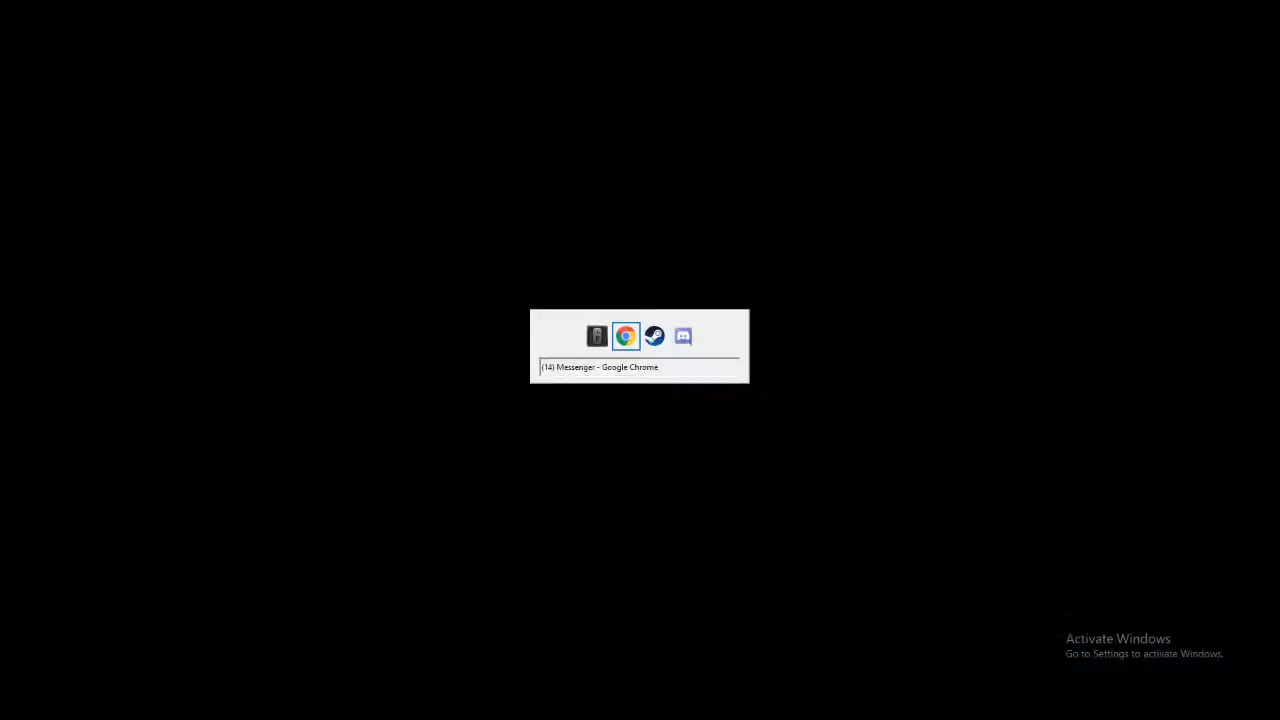 (14) Messenger - Google Chrome
Activate Windows
Go to Settings to activate Windows.